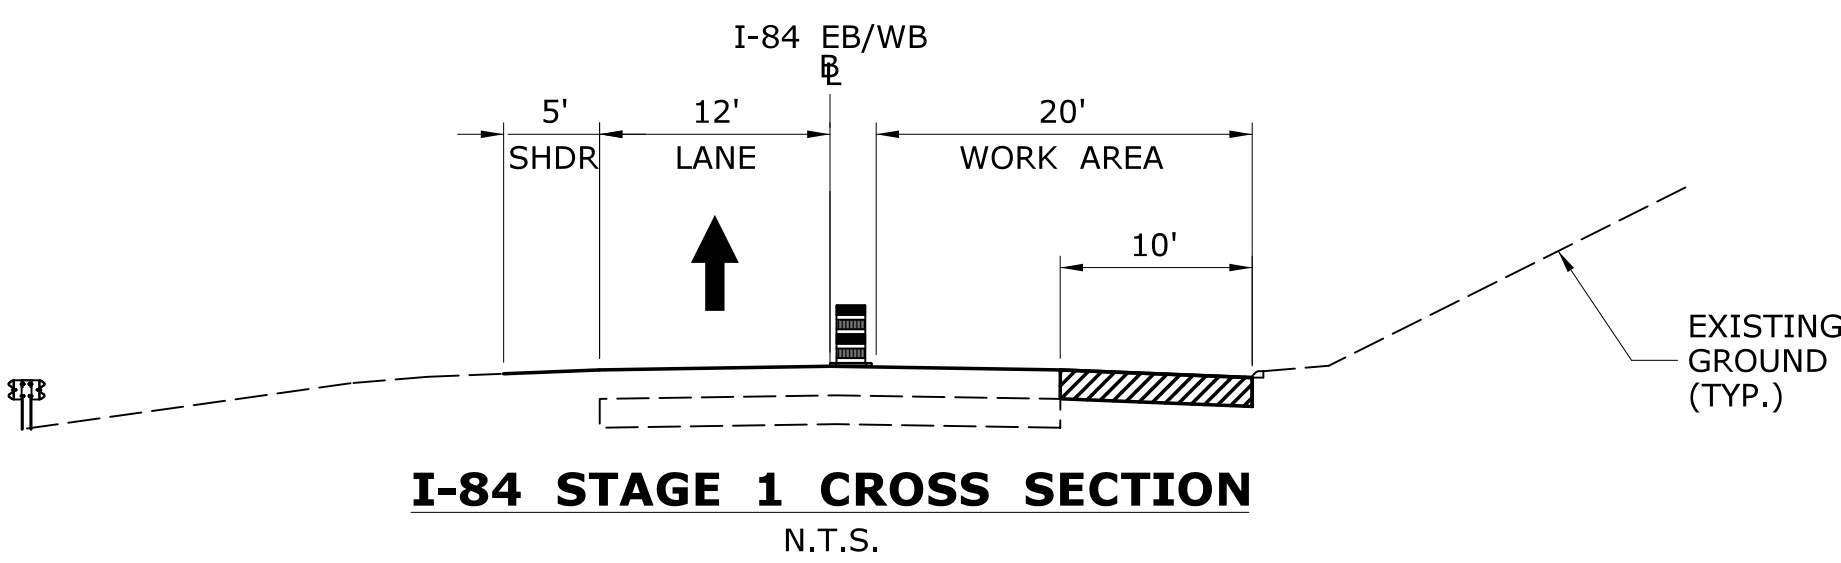 I-84 EB/WB
BL
5' 12' 20'
SHDR LANE WORK AREA
10'
EXISTING
GROUND
(TYP.)
I-84 STAGE 1 CROSS SECTION
N.T.S.